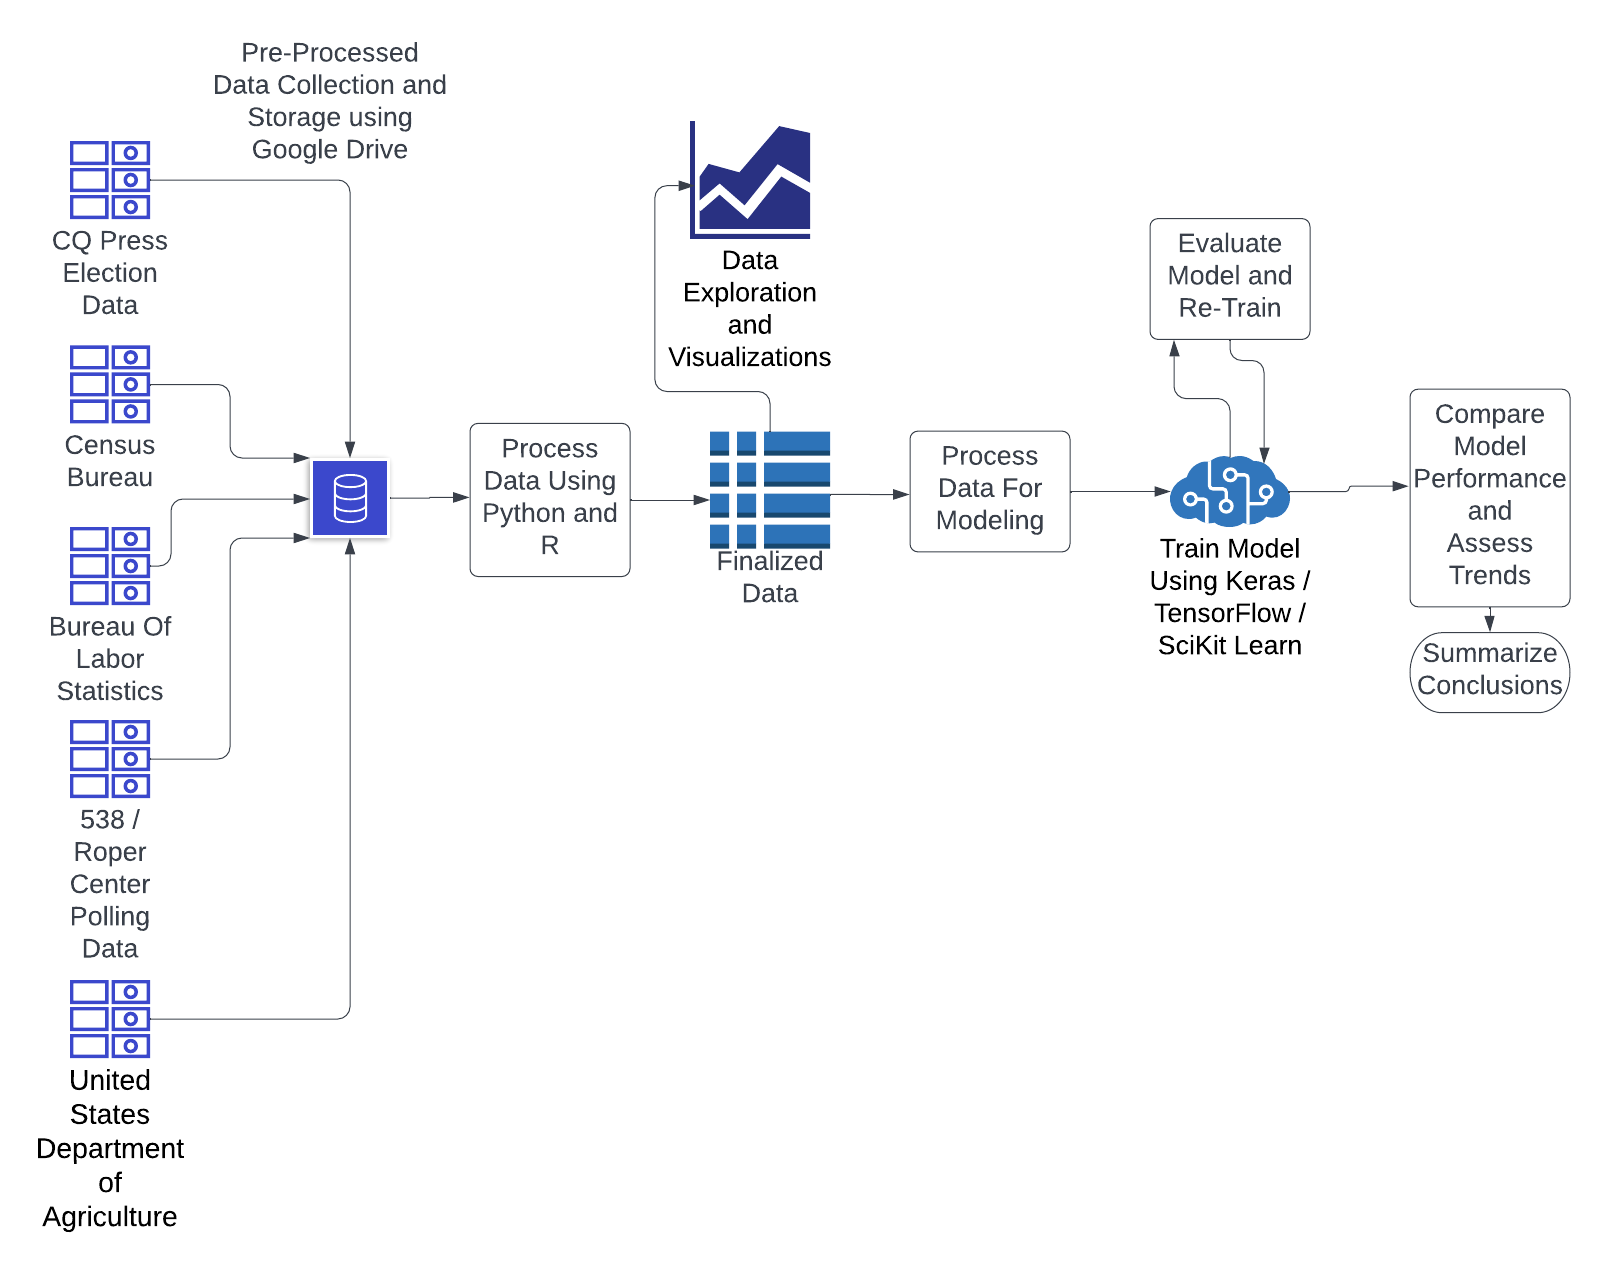 Pre-Processed
Data Collection and
Storage using
Google Drive
CQ Press
Election
Data
Census
Bureau
Bureau Of
Labor
Statistics
538 /
Roper
Center
Polling
Data
United
States
Department
of
Agriculture
Process
Data Using
Python and
R
Data
Exploration
and
Visualizations
Finalized
Data
Process
Data For
Modeling
Evaluate
Model and
Re-Train
Train Model
Using Keras /
TensorFlow /
SciKit Learn
Compare
Model
Performance
and
Assess
Trends
Summarize
Conclusions